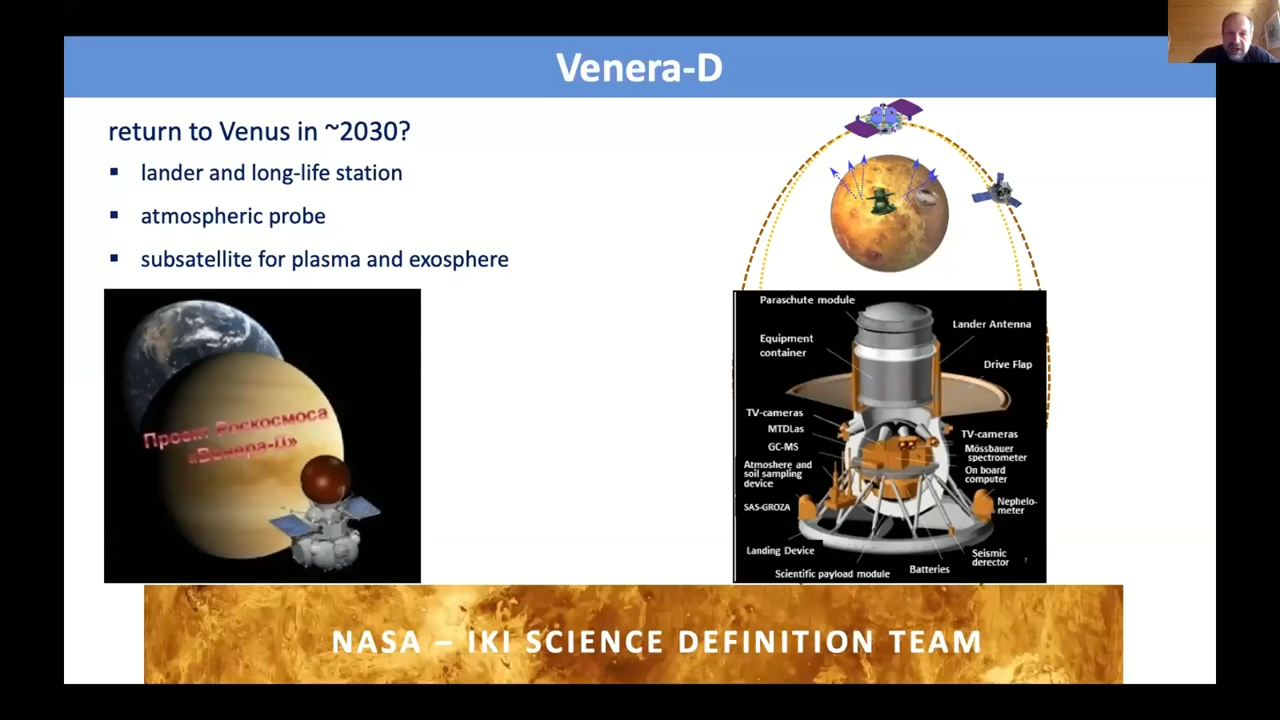 Venera-D
return to Venus in ~2030?
▪ lander and long-life station
▪ atmospheric probe
▪ subsatellite for plasma and exosphere
Проект Роскосмоса
«Венера-Д»
Parachute module
Lander Antenna
Equipment
container
Drive Flap
TV-cameras
MTDLas
GC-MS
Atmoshere and
soil sampling
device
SAS-GROZA
TV-cameras
Mössbauer
spectrometer
On board
computer
Nephelo-
meter
Landing Device
Scientific payload module
Batteries
Seismic
derector
NASA – IKI SCIENCE DEFINITION TEAM